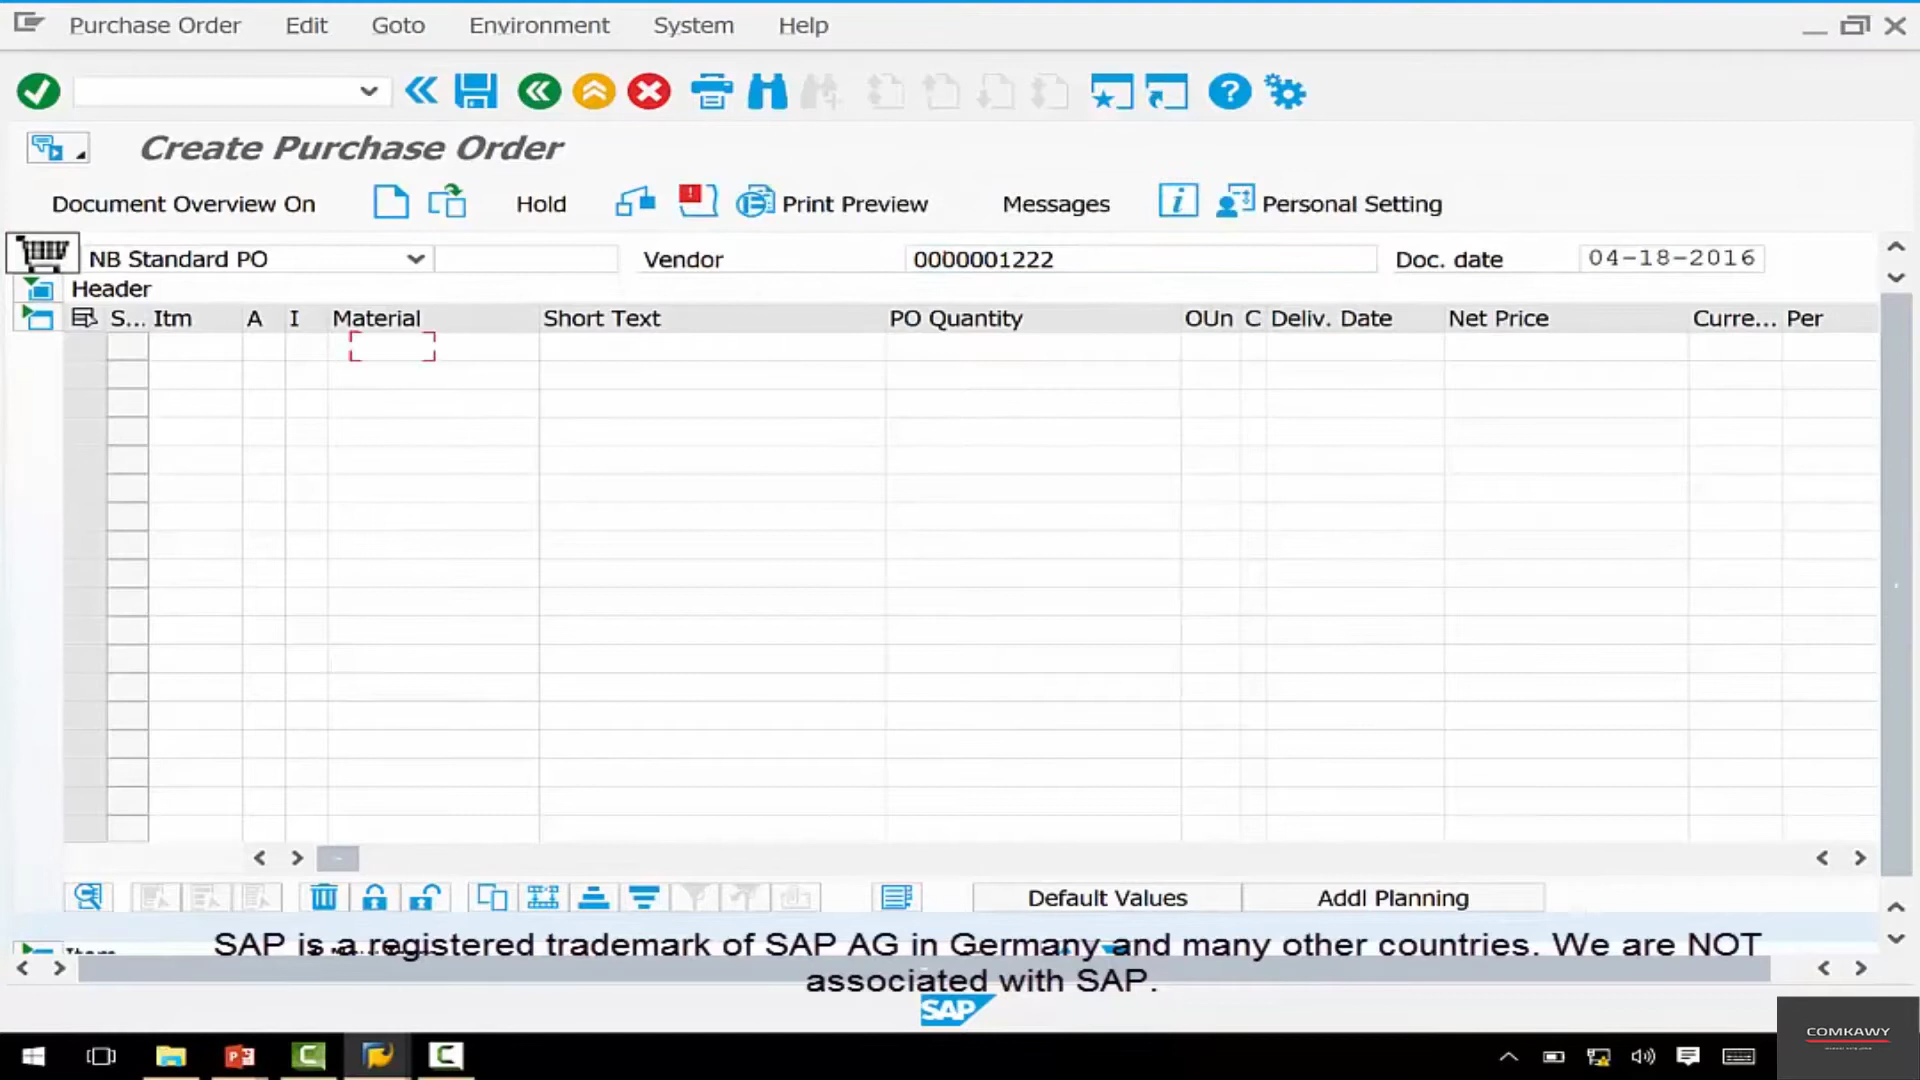 Purchase Order Edit Goto Environment System Help
Create Purchase Order
Document Overview On Hold Print Preview Messages Personal Setting
NB Standard PO Vendor 0000001222 Doc. date 04-18-2016
Header
S... Itm A I Material Short Text PO Quantity OUn C Deliv. Date Net Price Curre... Per
Default Values Addl Planning
SAP is a registered trademark of SAP AG in Germany and many other countries. We are NOT
associated with SAP.
SAP
COMKAWY